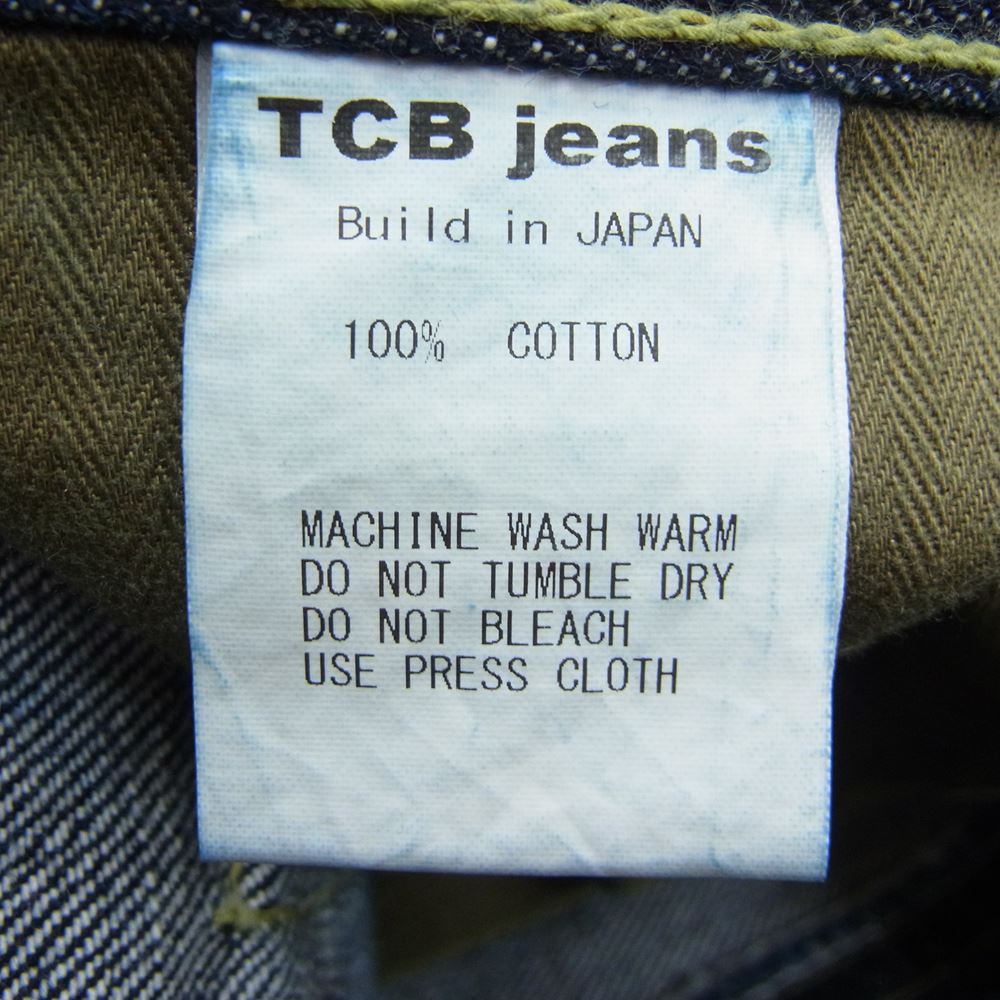 TCB jeans
Build in JAPAN
100% COTTON
MACHINE WASH WARM
DO NOT TUMBLE DRY
DO NOT BLEACH
USE PRESS CLOTH